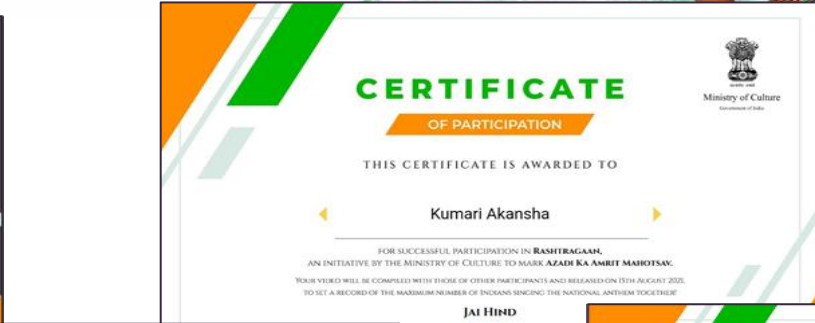 CERTIFICATE
OF PARTICIPATION
Ministry of Culture
Government of India
THIS CERTIFICATE IS AWARDED TO
Kumari Akansha
FOR SUCCESSFUL PARTICIPATION IN RASHTRAGAAN,
AN INITIATIVE BY THE MINISTRY OF CULTURE TO MARK AZADI KA AMRIT MAHOTSAV.
YOUR VIDEO WILL BE COMPILED WITH THOSE OF OTHER PARTICIPANTS AND RELEASED ON 15TH AUGUST 2021,
TO SET A RECORD OF THE MAXIMUM NUMBER OF INDIANS SINGING THE NATIONAL ANTHEM TOGETHER!
JAI HIND